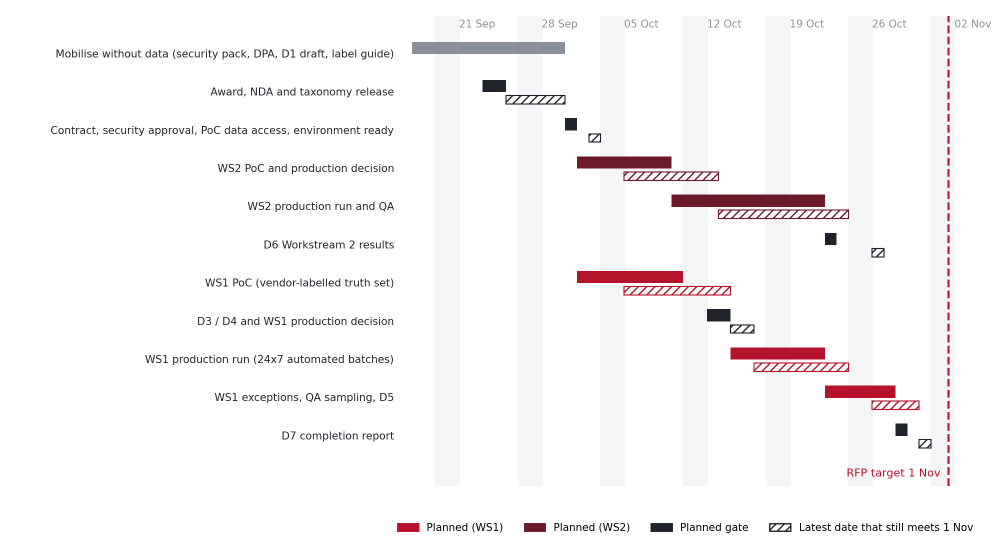 21 Sep
28 Sep
05 Oct
12 Oct
19 Oct
26 Oct
02 Nov
Mobilise without data (security pack, DPA, D1 draft, label guide)
Award, NDA and taxonomy release
Contract, security approval, PoC data access, environment ready
WS2 PoC and production decision
WS2 production run and QA
D6 Workstream 2 results
WS1 PoC (vendor-labelled truth set)
D3 / D4 and WS1 production decision
WS1 production run (24x7 automated batches)
WS1 exceptions, QA sampling, D5
D7 completion report
RFP target 1 Nov
Planned (WS1)
Planned (WS2)
Planned gate
Latest date that still meets 1 Nov